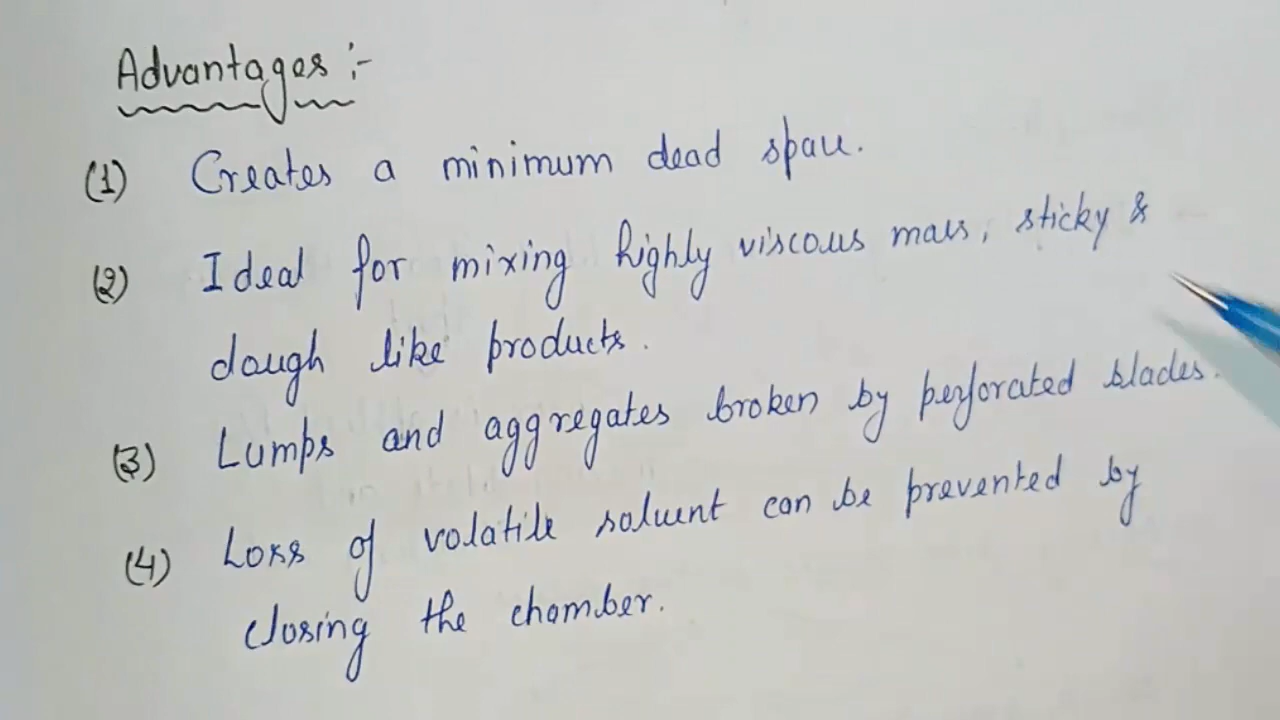 Advantages :-
(1) Creates a minimum dead space.
(2) Ideal for mixing highly viscous mass, sticky &
dough like products.
(3) Lumps and aggregates broken by perforated blades.
(4) Loss of volatile solvent can be prevented by
closing the chamber.